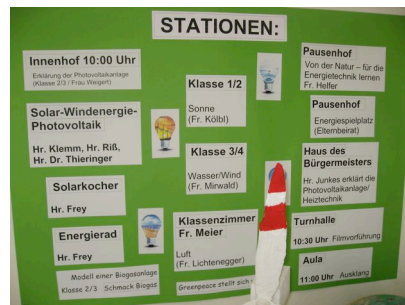 STATIONEN:
Innenhof 10:00 Uhr
Erklärung der Photovoltaikanlage
(Klasse 2/3 / Frau Weigert)
Solar-Windenergie-
Photovoltaik
Hr. Klemm, Hr. Riß,
Hr. Dr. Thieringer
Solarkocher
Hr. Frey
Energierad
Hr. Frey
Modell einer Biogasanlage
Klasse 2/3 Schmack Biogas
Klasse 1/2
Sonne
(Fr. Kölbl)
Klasse 3/4
Wasser/Wind
(Fr. Mirwald)
Klassenzimmer
Fr. Meier
Luft
(Fr. Lichtenegger)
Greenpeace stellt sich
Pausenhof
Von der Natur – für die
Energietechnik lernen
Fr. Helfer
Pausenhof
Energiespielplatz
(Elternbeirat)
Haus des
Bürgermeisters
Hr. Junkes erklärt die
Photovoltaikanlage/
Heiztechnik
Turnhalle
10:30 Uhr Filmvorführung
Aula
11:00 Uhr Ausklang